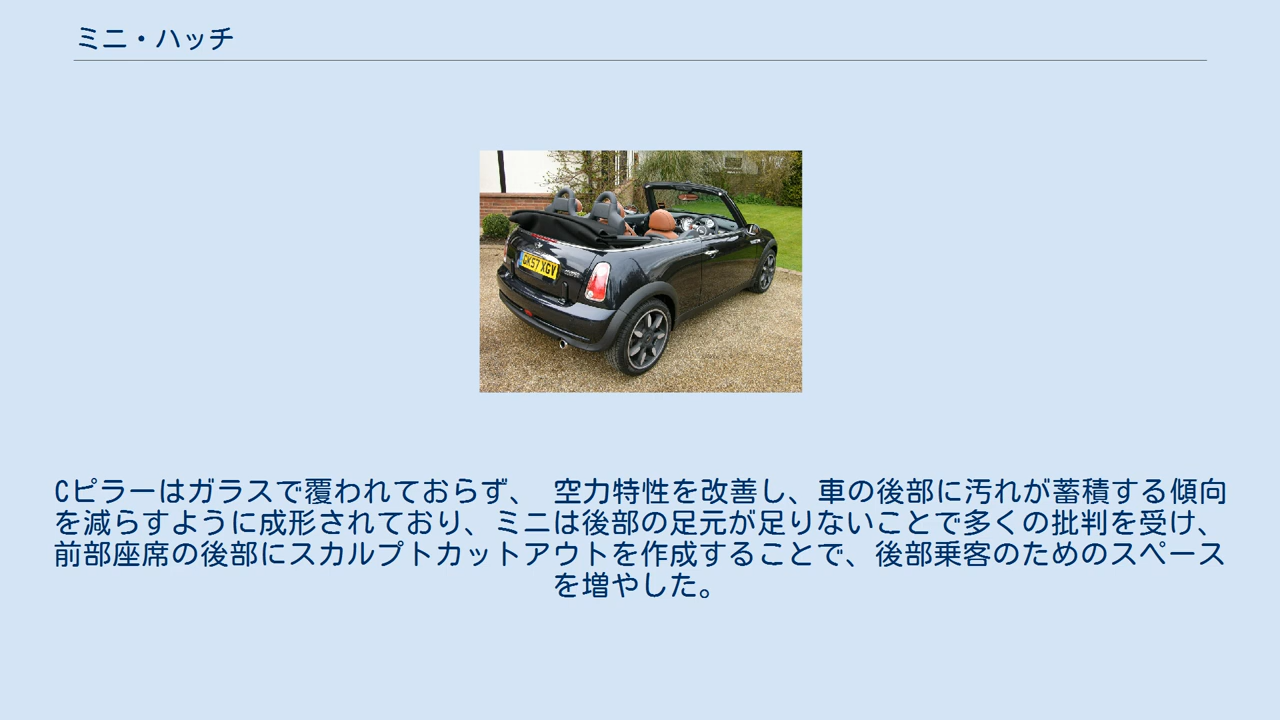 ミニ・ハッチ
GK57 XGV
Cピラーはガラスで覆われておらず、 空力特性を改善し、車の後部に汚れが蓄積する傾向
を減らすように成形されており、ミニは後部の足元が足りないことで多くの批判を受け、
前部座席の後部にスカルプトカットアウトを作成することで、後部乗客のためのスペース
を増やした。